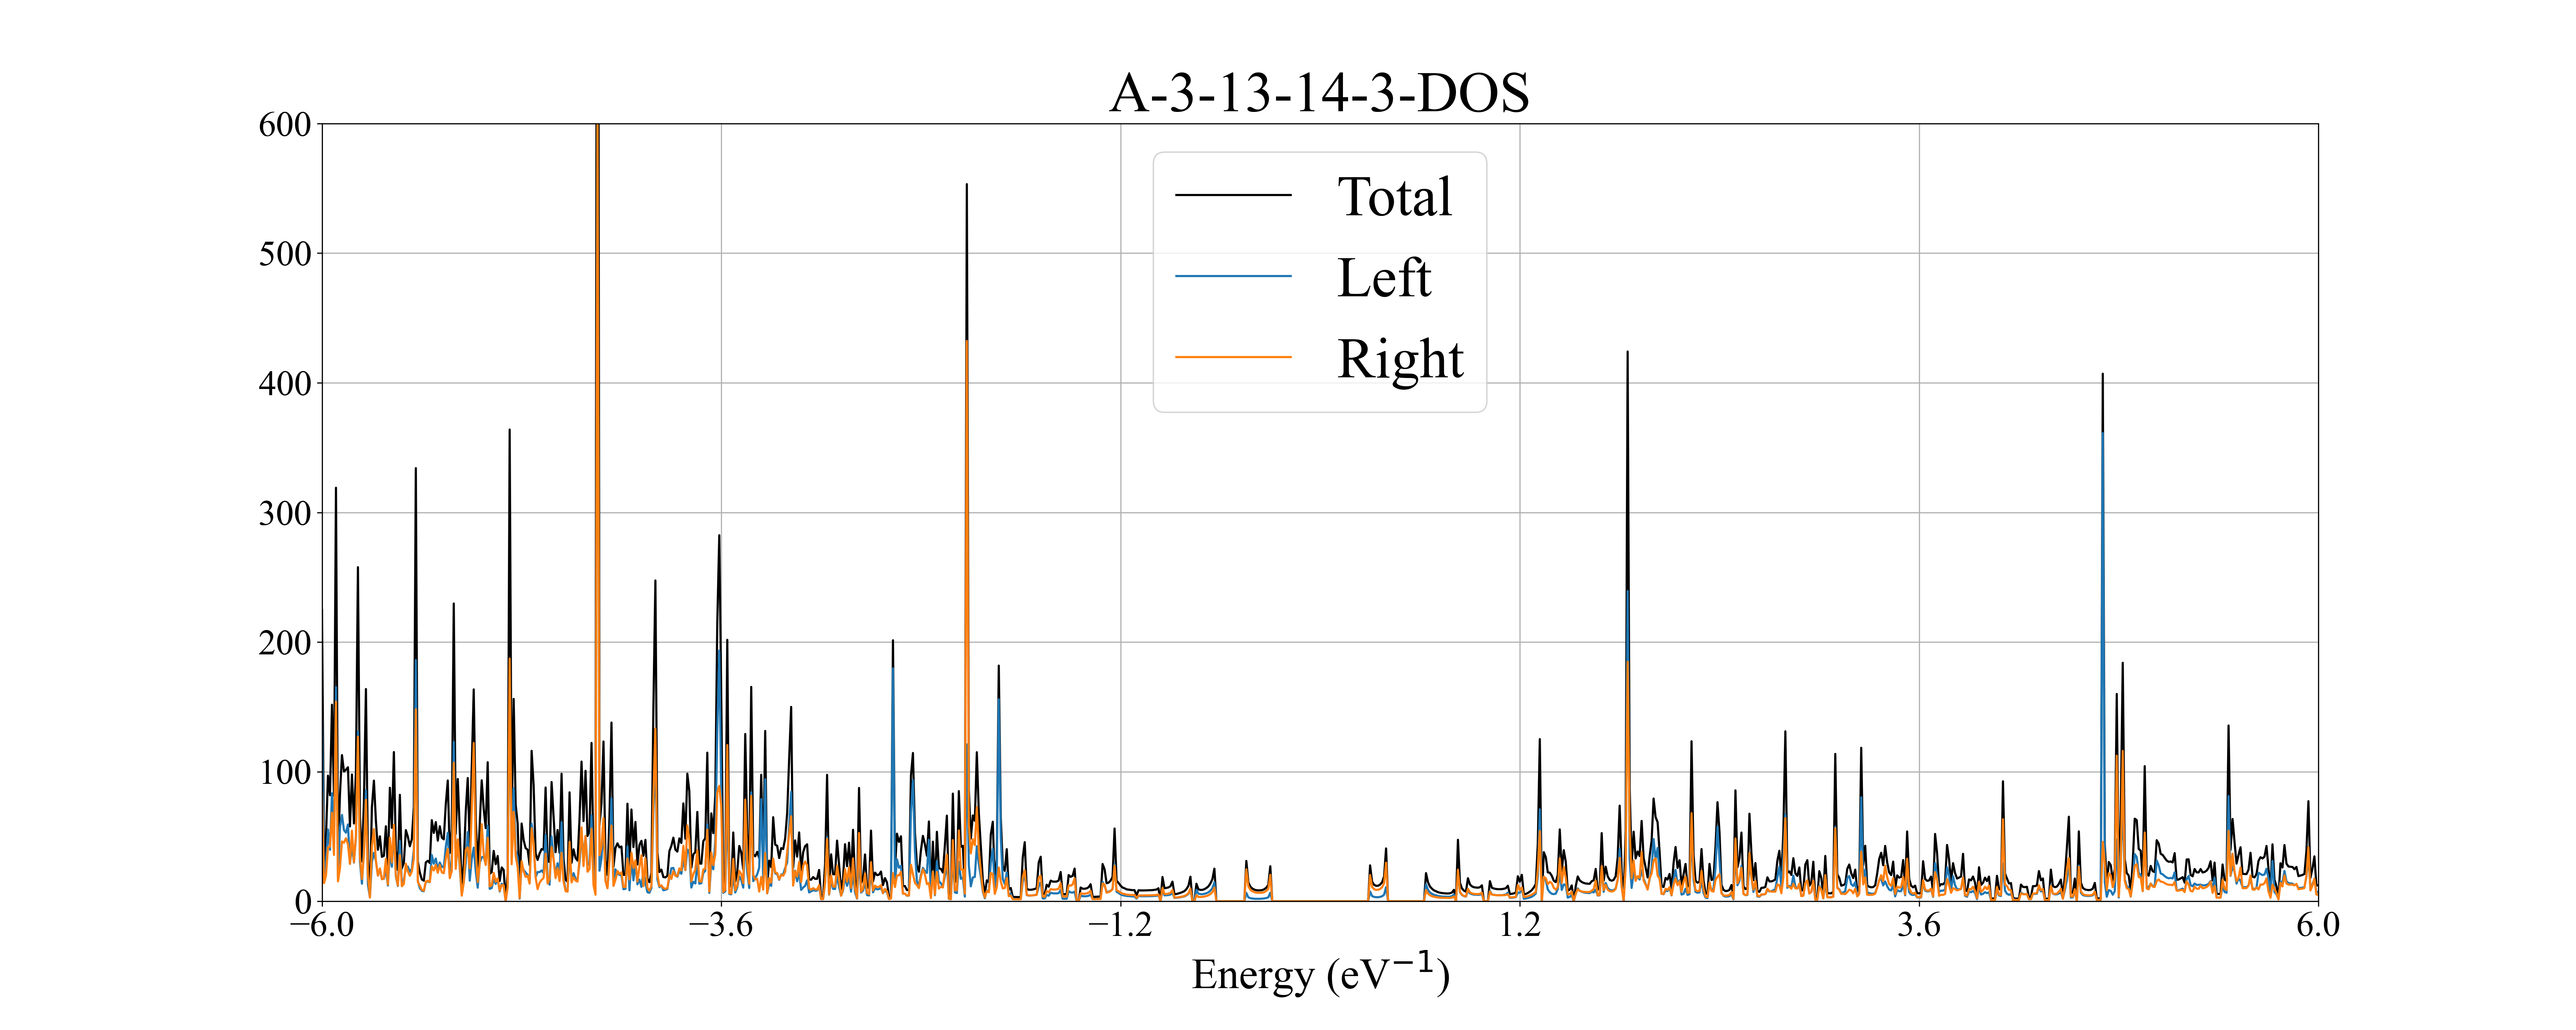 A-3-13-14-3-DOS
600
500
400
300
200
100
0
Total
Left
Right
−6.0 −3.6 −1.2 1.2 3.6 6.0
Energy (eV⁻¹)